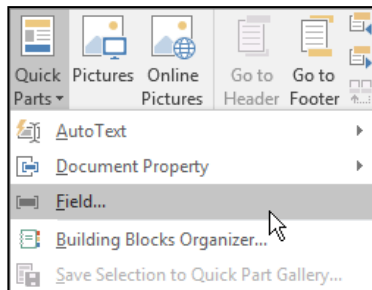 Quick Pictures Online Go to Go to
Parts Pictures Header Footer
AutoText
Document Property
Field...
Building Blocks Organizer...
Save Selection to Quick Part Gallery...